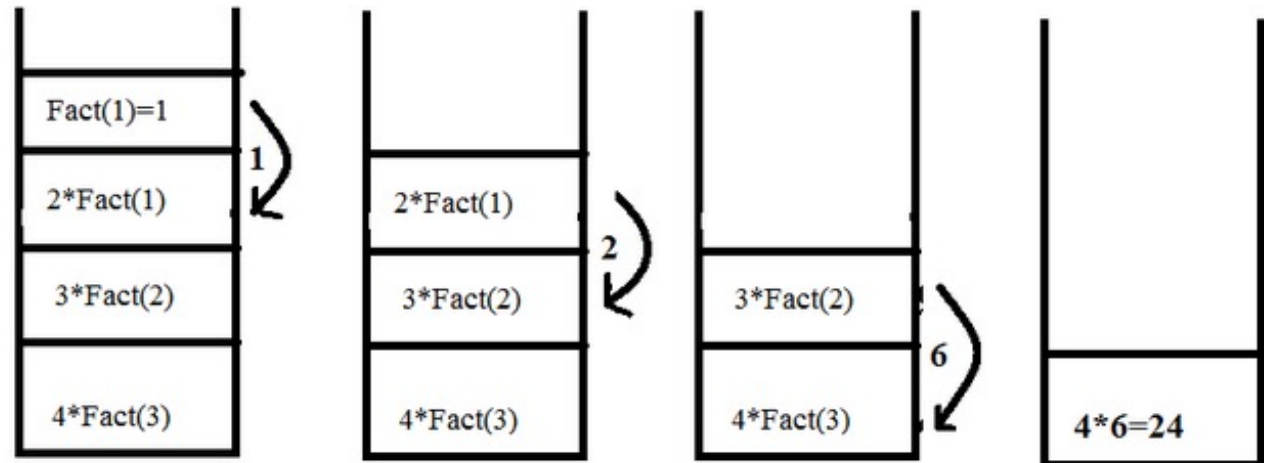 Fact(1)=1
1
2*Fact(1)
3*Fact(2)
4*Fact(3)
2*Fact(1)
2
3*Fact(2)
4*Fact(3)
3*Fact(2)
6
4*Fact(3)
4*6=24